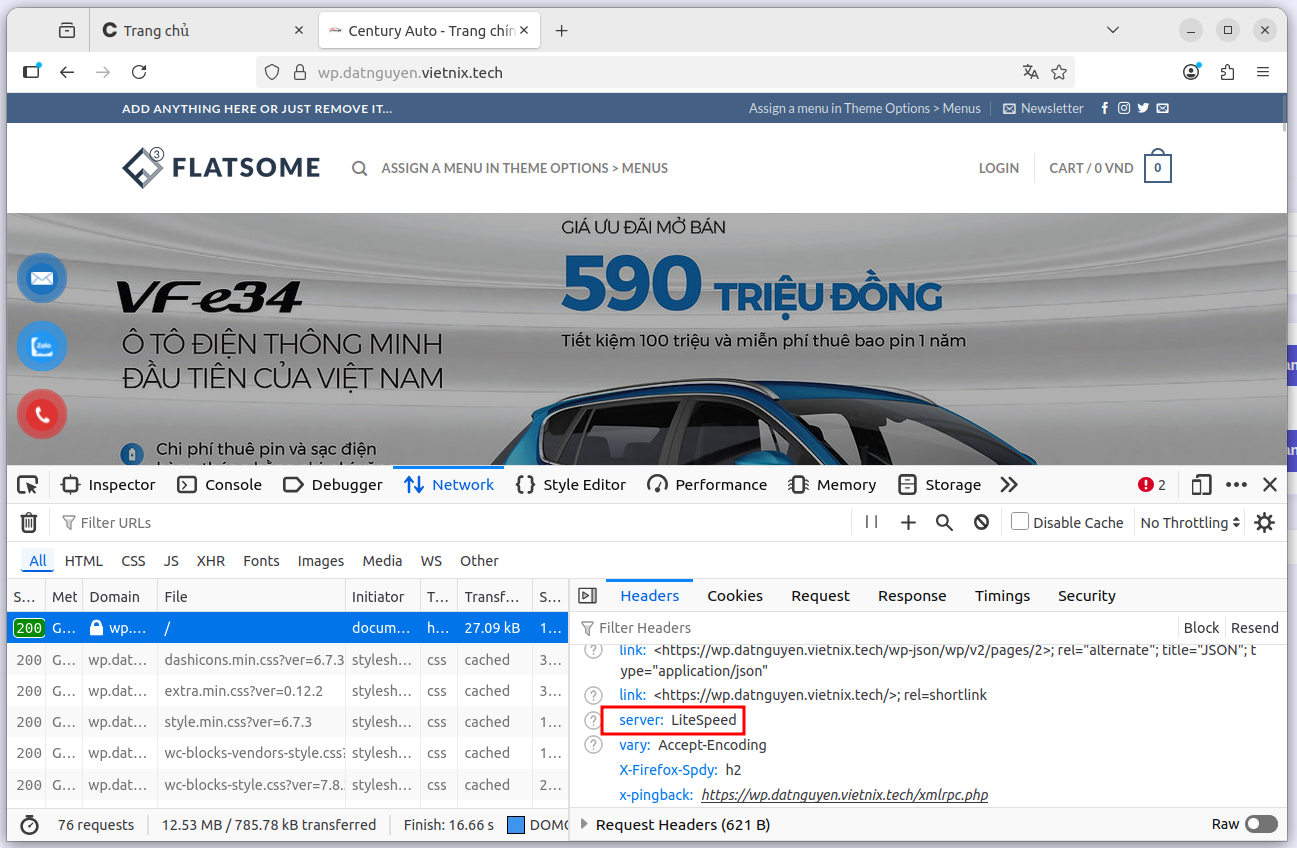 Trang chủ
Century Auto - Trang chín
wp.datnguyen.vietnix.tech
ADD ANYTHING HERE OR JUST REMOVE IT...
Assign a menu in Theme Options > Menus
Newsletter
3
FLATSOME
ASSIGN A MENU IN THEME OPTIONS > MENUS
LOGIN
CART / 0 VND
0
GIÁ ƯU ĐÃI MỞ BÁN
590 TRIỆU ĐỒNG
Tiết kiệm 100 triệu và miễn phí thuê bao pin 1 năm
VF e34
Ô TÔ ĐIỆN THÔNG MINH
ĐẦU TIÊN CỦA VIỆT NAM
Zalo
Chi phí thuê pin và sạc điện
Inspector
Console
Debugger
Network
Style Editor
Performance
Memory
Storage
2
Filter URLs
Disable Cache
No Throttling
All HTML CSS JS XHR Fonts Images Media WS Other
S... Met Domain File Initiator T... Transf... S...
200 G... wp.... / docum... h... 27.09 kB 1...
200 G... wp.dat... dashicons.min.css?ver=6.7.3 stylesh... css cached 3...
200 G... wp.dat... extra.min.css?ver=0.12.2 stylesh... css cached 3...
200 G... wp.dat... style.min.css?ver=6.7.3 stylesh... css cached 1...
200 G... wp.dat... wc-blocks-vendors-style.css? stylesh... css cached 1...
200 G... wp.dat... wc-blocks-style.css?ver=7.8. stylesh... css cached 2...
76 requests
12.53 MB / 785.78 kB transferred
Finish: 16.66 s
DOMC
Headers Cookies Request Response Timings Security
Filter Headers
Block
Resend
link: <https://wp.datnguyen.vietnix.tech/wp-json/wp/v2/pages/2>; rel="alternate"; title="JSON"; t
ype="application/json"
link: <https://wp.datnguyen.vietnix.tech/>; rel=shortlink
server: LiteSpeed
vary: Accept-Encoding
X-Firefox-Spdy: h2
x-pingback: https://wp.datnguyen.vietnix.tech/xmlrpc.php
Request Headers (621 B)
Raw